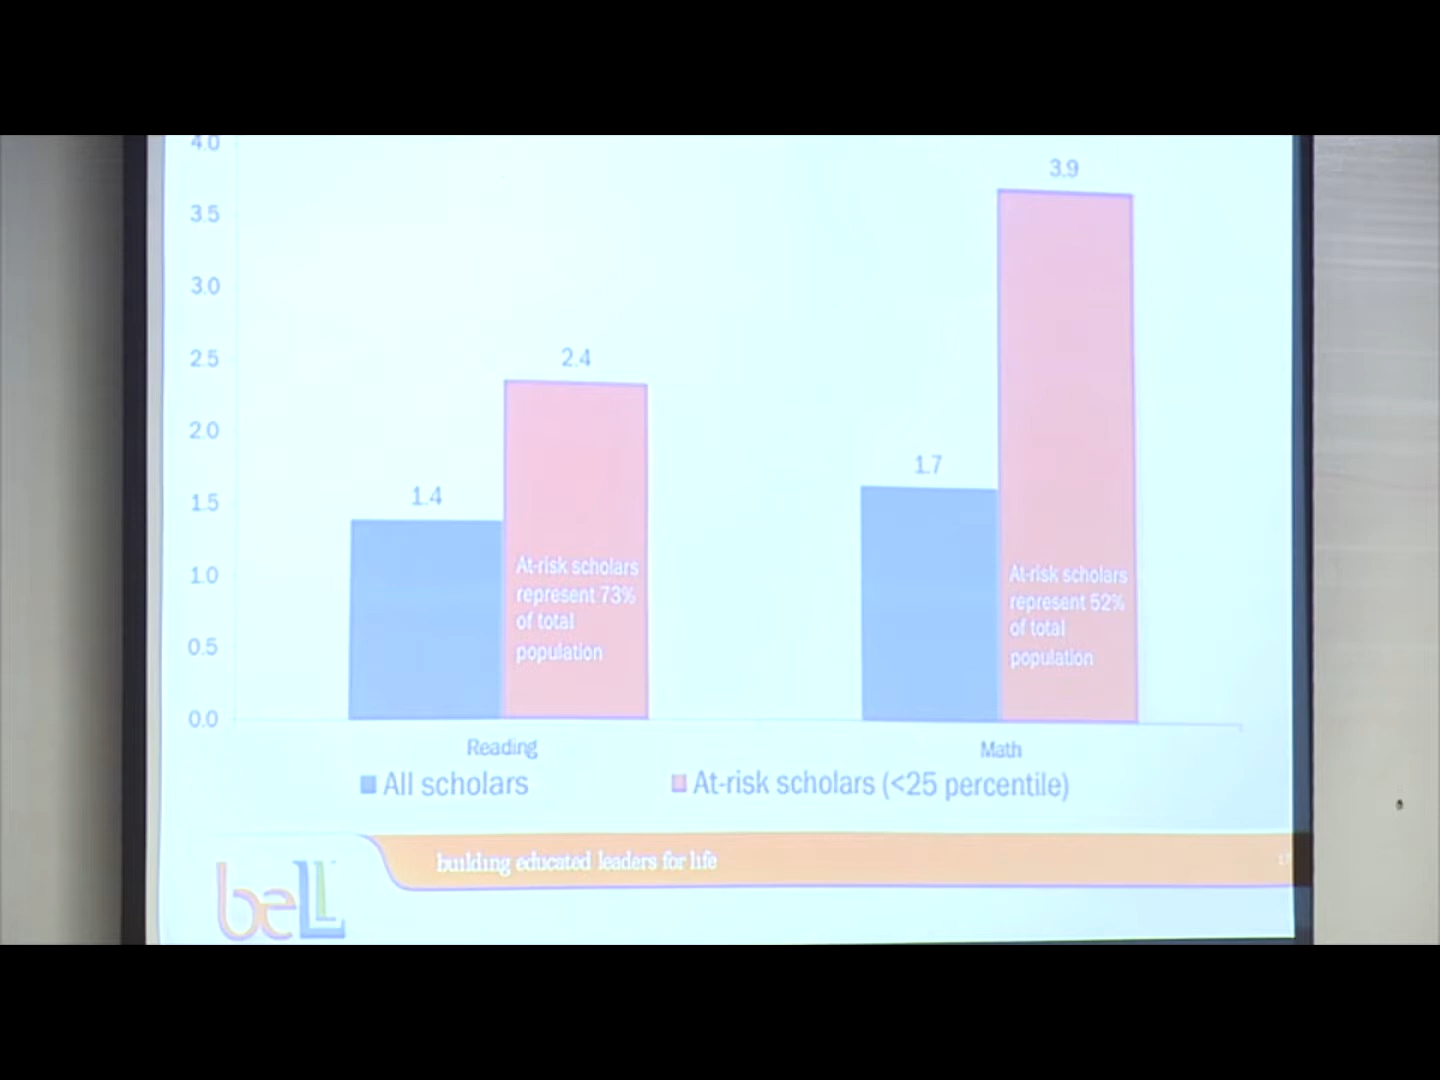 4.0
3.9
3.5
3.0
2.5
2.4
2.0
1.7
1.5
1.4
1.0
At-risk scholars
represent 73%
of total
population
At-risk scholars
represent 52%
of total
population
0.5
0.0
Reading
Math
All scholars
At-risk scholars (<25 percentile)
building educated leaders for life
beLL